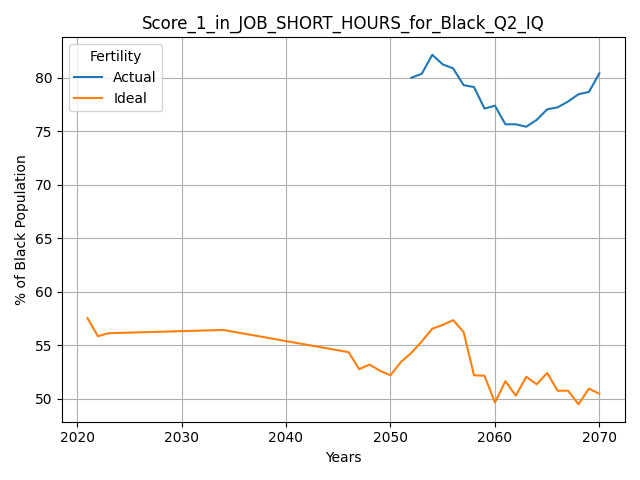 Score_1_in_JOB_SHORT_HOURS_for_Black_Q2_IQ
Fertility
Actual
Ideal
% of Black Population
80
75
70
65
60
55
50
2020
2030
2040
2050
2060
2070
Years